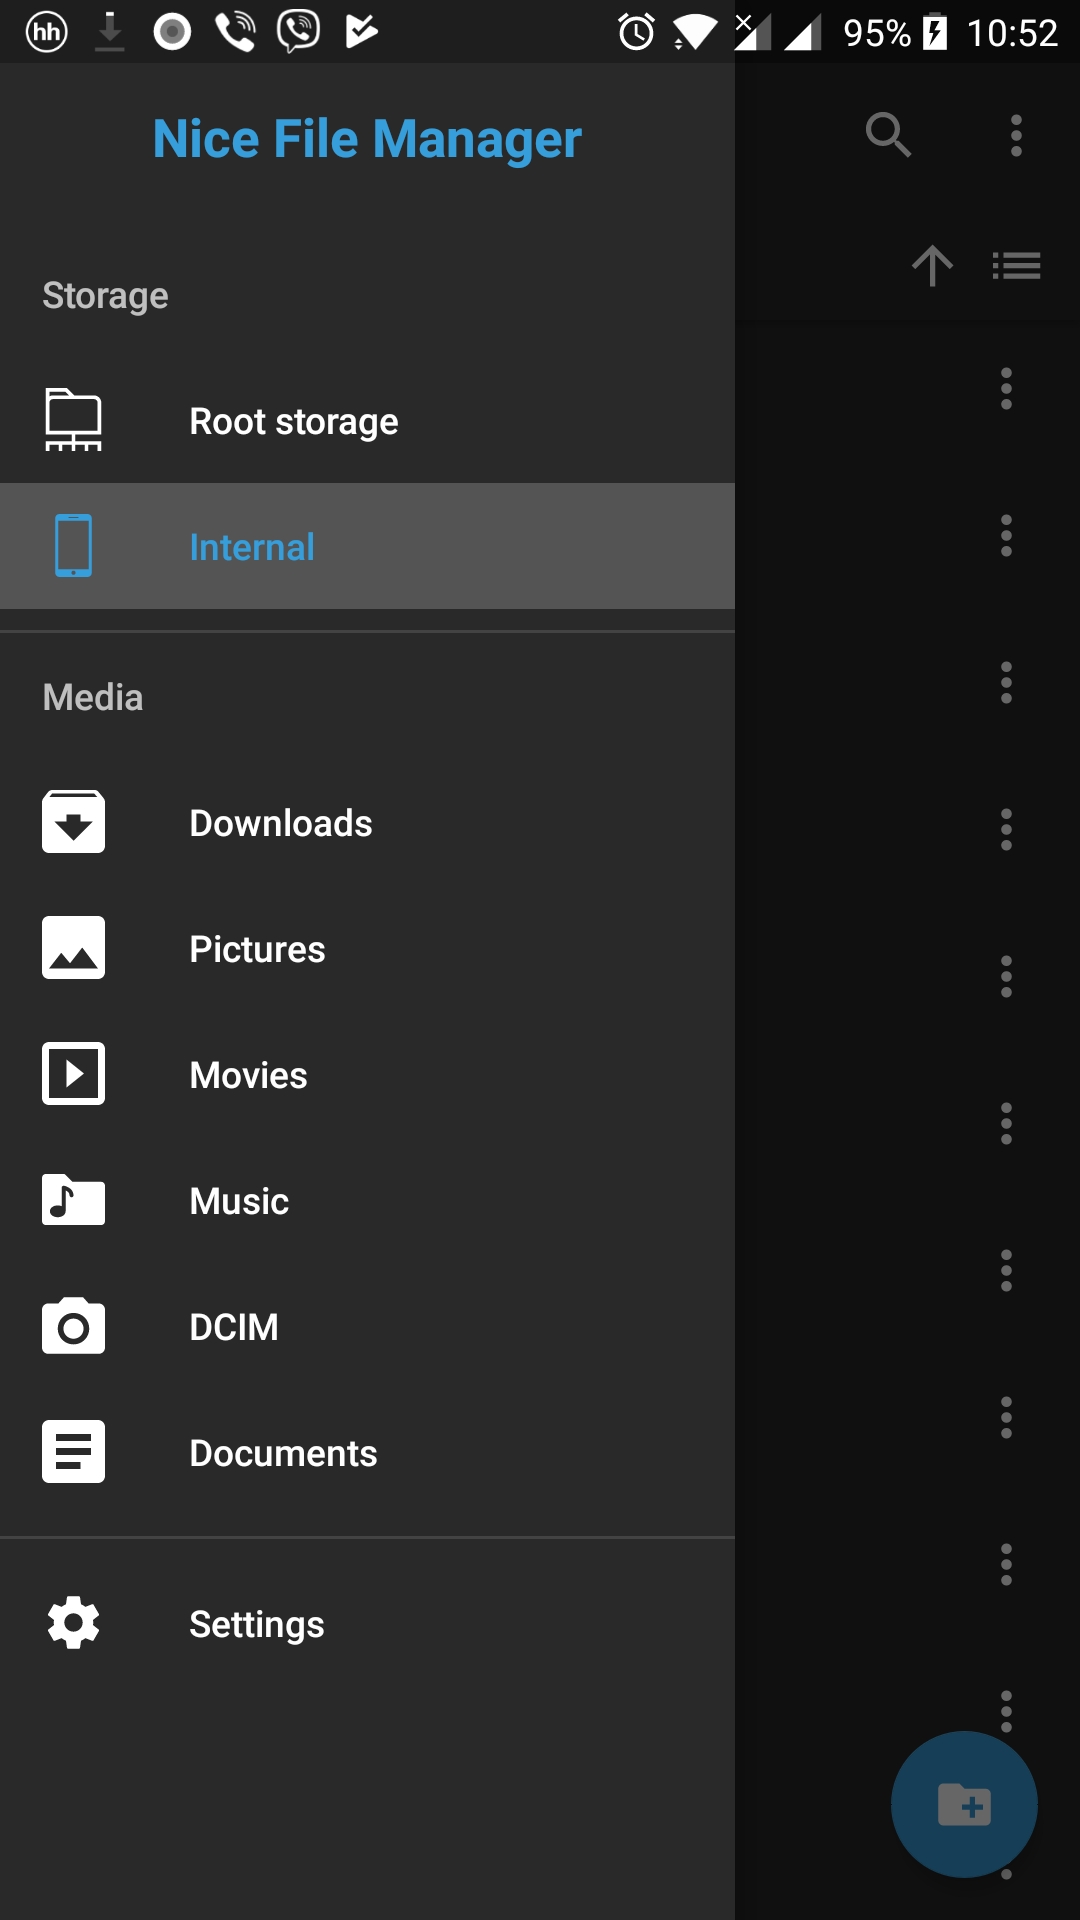 hh 95% 10:52
Nice File Manager
Storage
Root storage
Internal
Media
Downloads
Pictures
Movies
Music
DCIM
Documents
Settings